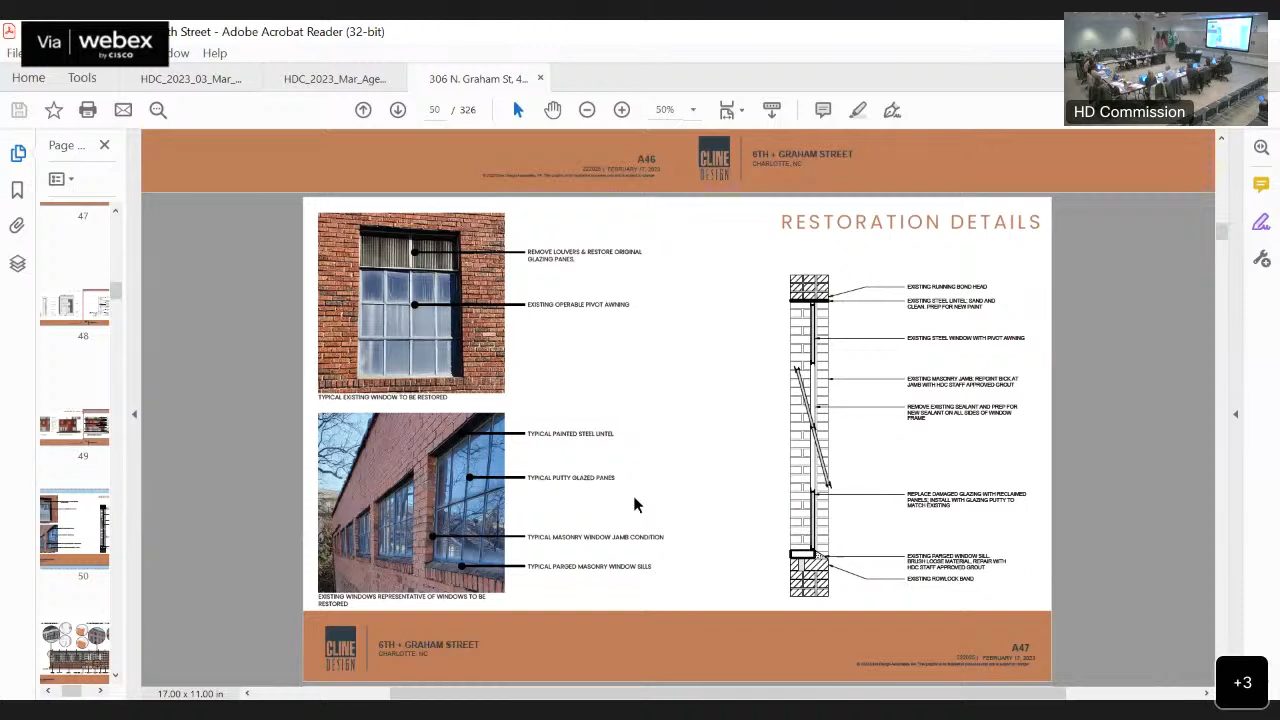 Via webex
by CISCO
th Street - Adobe Acrobat Reader (32-bit)
dow Help
Home Tools HDC_2023_03_Mar_... HDC_2023_Mar_Age... 306 N. Graham St, 4...
50 / 326 50%
HD Commission
Page ...
47
48
49
50
A46
FEBRUARY 17, 2023
CLINE
DESIGN
6TH + GRAHAM STREET
CHARLOTTE, NC
RESTORATION DETAILS
REMOVE LOUVERS & RESTORE ORIGINAL
GLAZING PANES.
EXISTING OPERABLE PIVOT AWNING
TYPICAL EXISTING WINDOW TO BE RESTORED
TYPICAL PAINTED STEEL LINTEL
TYPICAL PUTTY GLAZED PANES
TYPICAL MASONRY WINDOW JAMB CONDITION
TYPICAL PARGED MASONRY WINDOW SILLS
EXISTING WINDOWS REPRESENTATIVE OF WINDOWS TO BE
RESTORED
EXISTING RUNNING BOND HEAD
EXISTING STEEL LINTEL; SAND AND
CLEAN. PREP FOR NEW PAINT
EXISTING STEEL WINDOW WITH PIVOT AWNING
EXISTING MASONRY JAMB: REPOINT BICK AT
JAMB WITH HDC STAFF APPROVED GROUT
REMOVE EXISTING SEALANT AND PREP FOR
NEW SEALANT ON ALL SIDES OF WINDOW
FRAME
REPLACE DAMAGED GLAZING WITH RECLAIMED
PANELS; INSTALL WITH GLAZING PUTTY TO
MATCH EXISTING
EXISTING PARGED WINDOW SILL.
BRUSH LOOSE MATERIAL, REPAIR WITH
HDC STAFF APPROVED GROUT
EXISTING ROWLOCK BAND
CLINE
DESIGN
6TH + GRAHAM STREET
CHARLOTTE, NC
A47
FEBRUARY 17, 2023
17.00 x 11.00 in
+3